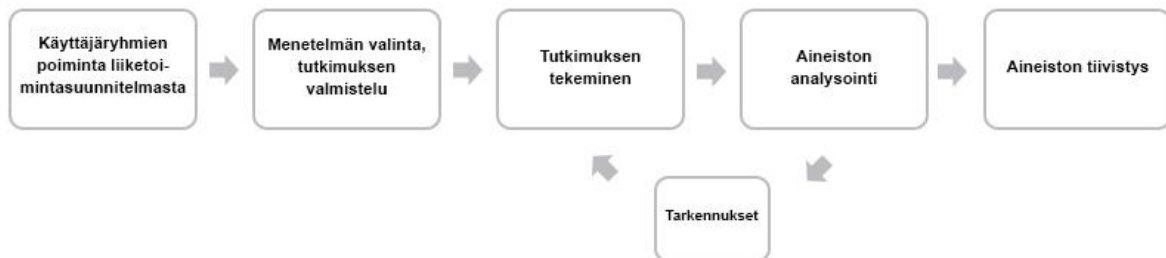 Käyttäjäryhmien
poiminta liiketoi-
mintasuunnitelmasta
Menetelmän valinta,
tutkimuksen
valmistelu
Tutkimuksen
tekeminen
Aineiston
analysointi
Aineiston tiivistys
Tarkennukset